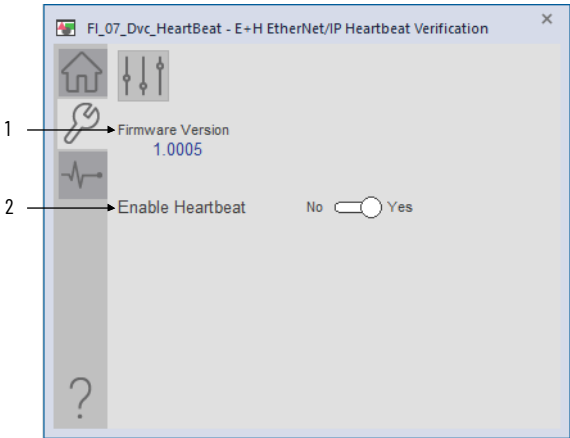 FI_07_Dvc_HeartBeat - E+H EtherNet/IP Heartbeat Verification
1
Firmware Version
1.0005
2
Enable Heartbeat No Yes
?